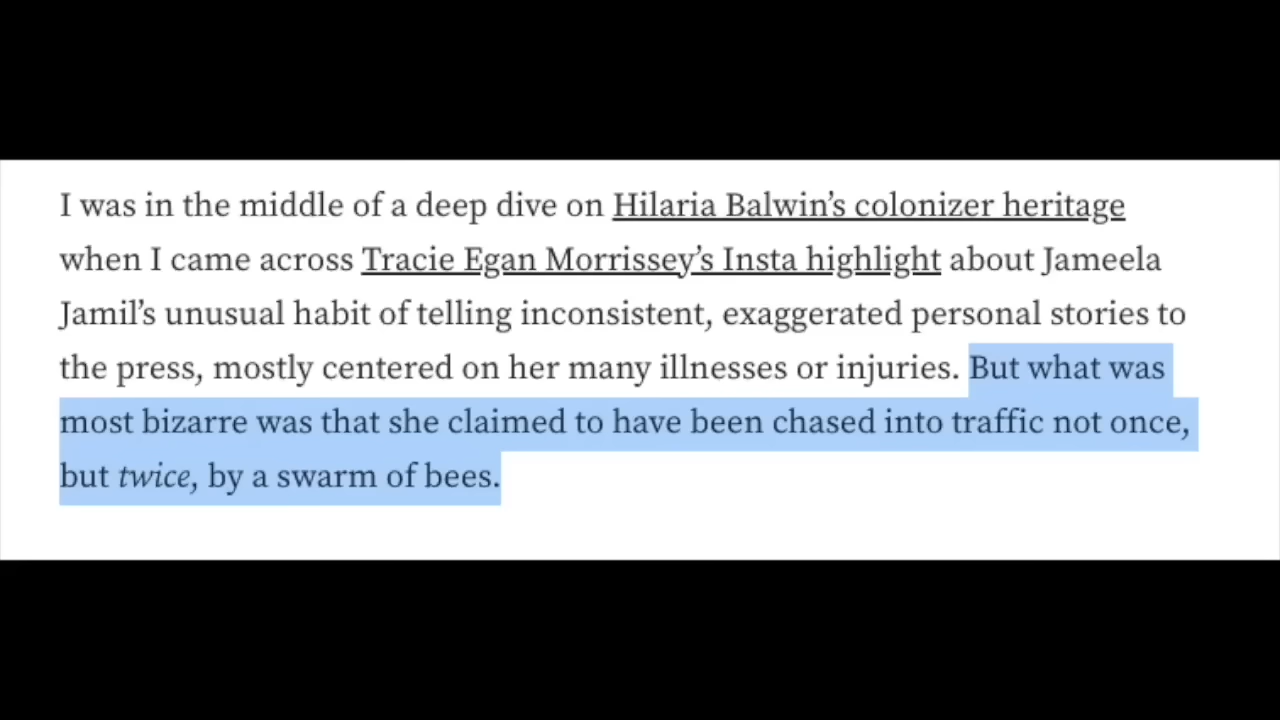 I was in the middle of a deep dive on Hilaria Balwin’s colonizer heritage
when I came across Tracie Egan Morrissey’s Insta highlight about Jameela
Jamil’s unusual habit of telling inconsistent, exaggerated personal stories to
the press, mostly centered on her many illnesses or injuries. But what was
most bizarre was that she claimed to have been chased into traffic not once,
but twice, by a swarm of bees.